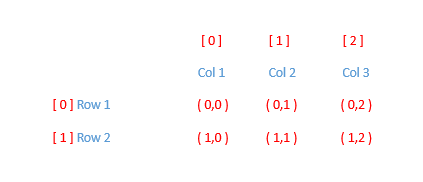 [ 0 ] [ 1 ] [ 2 ]
Col 1 Col 2 Col 3
[ 0 ] Row 1 ( 0,0 ) ( 0,1 ) ( 0,2 )
[ 1 ] Row 2 ( 1,0 ) ( 1,1 ) ( 1,2 )